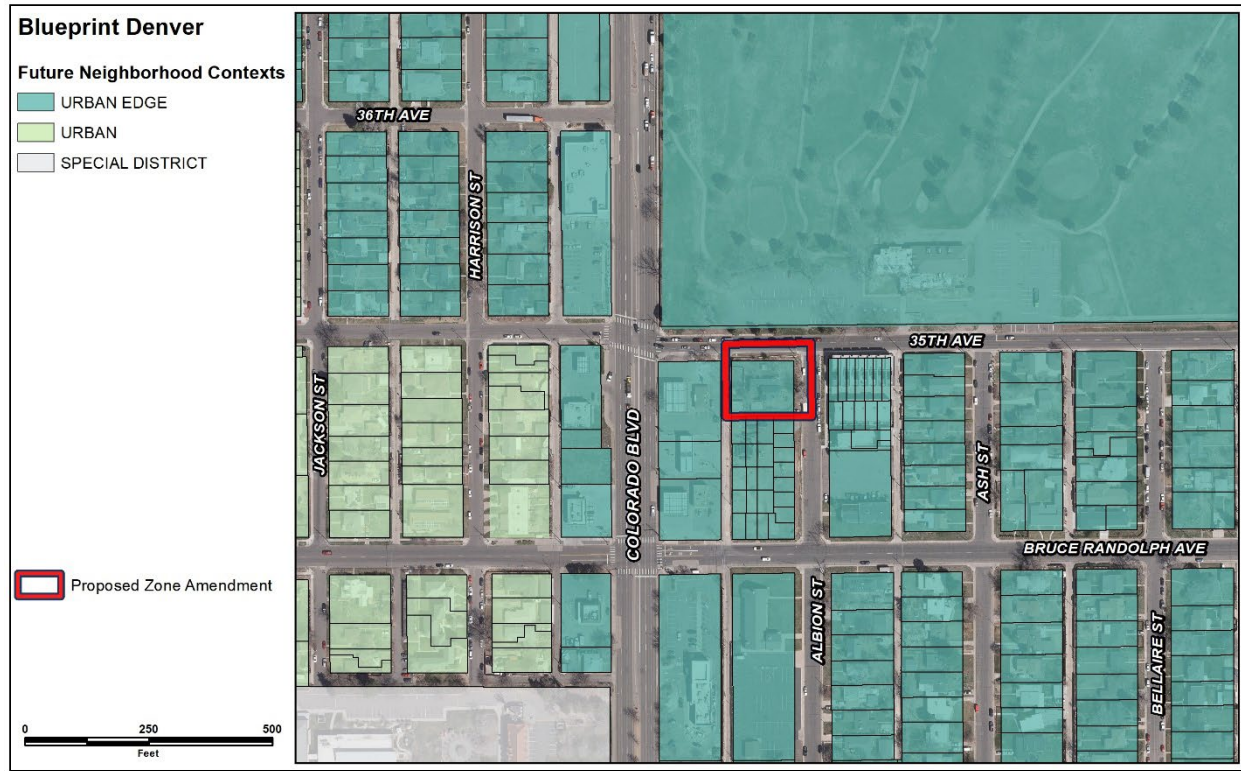 Blueprint Denver
Future Neighborhood Contexts
URBAN EDGE
URBAN
SPECIAL DISTRICT
Proposed Zone Amendment
0 250 500
Feet
36TH AVE
HARRISON ST
35TH AVE
JACKSON ST
COLORADO BLVD
ASH ST
BRUCE RANDOLPH AVE
ALBION ST
BELLAIRE ST